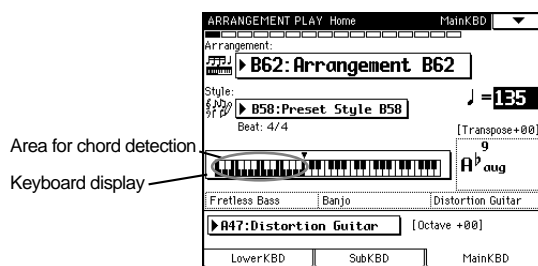 ARRANGEMENT PLAY Home MainKBD
Arrangement:
B62:Arrangement B62
Style:
B58:Preset Style B58
♩ =135
Beat: 4/4
[Transpose+00]
Area for chord detection
A♭aug9
Keyboard display
Fretless Bass Banjo Distortion Guitar
A47:Distortion Guitar [Octave +00]
LowerKBD SubKBD MainKBD